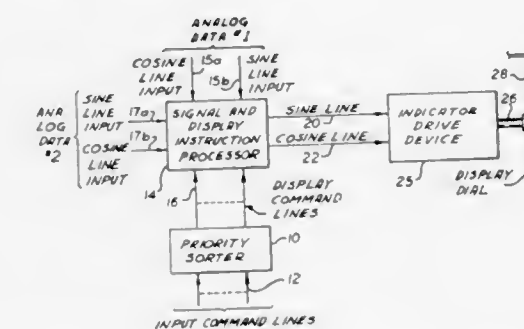 ANALOG
DATA #1
COSINE
LINE
INPUT
15a
15b
SINE
LINE
INPUT
ANA
LOG
DATA
#2
SINE
LINE
INPUT
17a
COSINE
LINE
INPUT
17b
SIGNAL AND
DISPLAY
INSTRUCTION
PROCESSOR
14
16
SINE LINE
20
COSINE LINE
22
INDICATOR
DRIVE
DEVICE
25
28
26
DISPLAY
DIAL
DISPLAY
COMMAND
LINES
PRIORITY
SORTER
10
12
INPUT COMMAND LINES